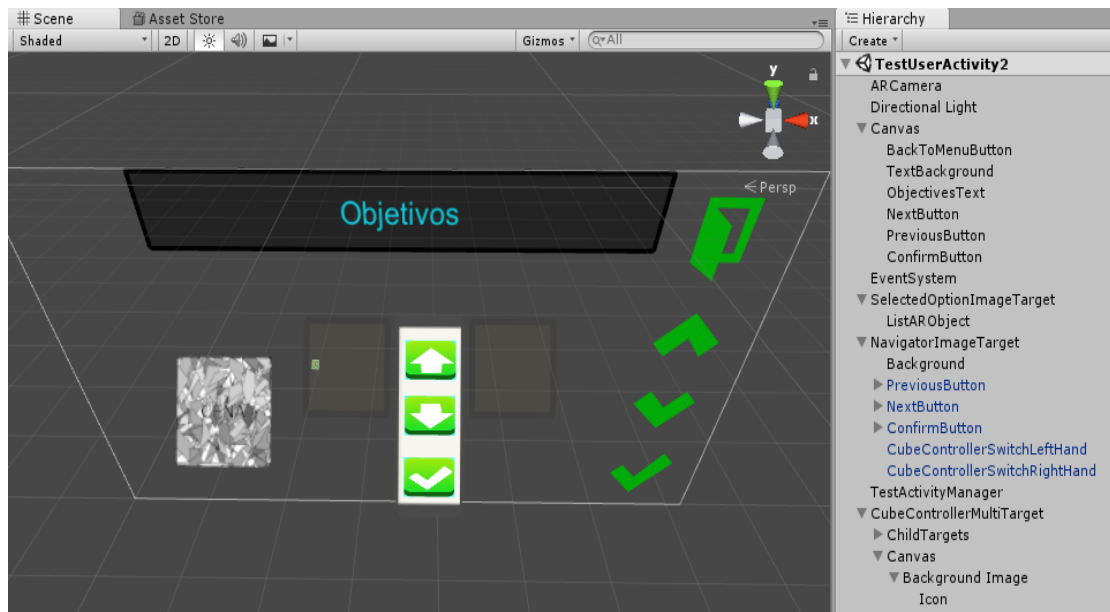 Scene
Asset Store
Shaded
2D
Gizmos
All
y
x
Persp
Objetivos
Hierarchy
Create
TestUserActivity2
ARCamera
Directional Light
Canvas
BackToMenuButton
TextBackground
ObjectivesText
NextButton
PreviousButton
ConfirmButton
EventSystem
SelectedOptionImageTarget
ListARObject
NavigatorImageTarget
Background
PreviousButton
NextButton
ConfirmButton
CubeControllerSwitchLeftHand
CubeControllerSwitchRightHand
TestActivityManager
CubeControllerMultiTarget
ChildTargets
Canvas
Background Image
Icon